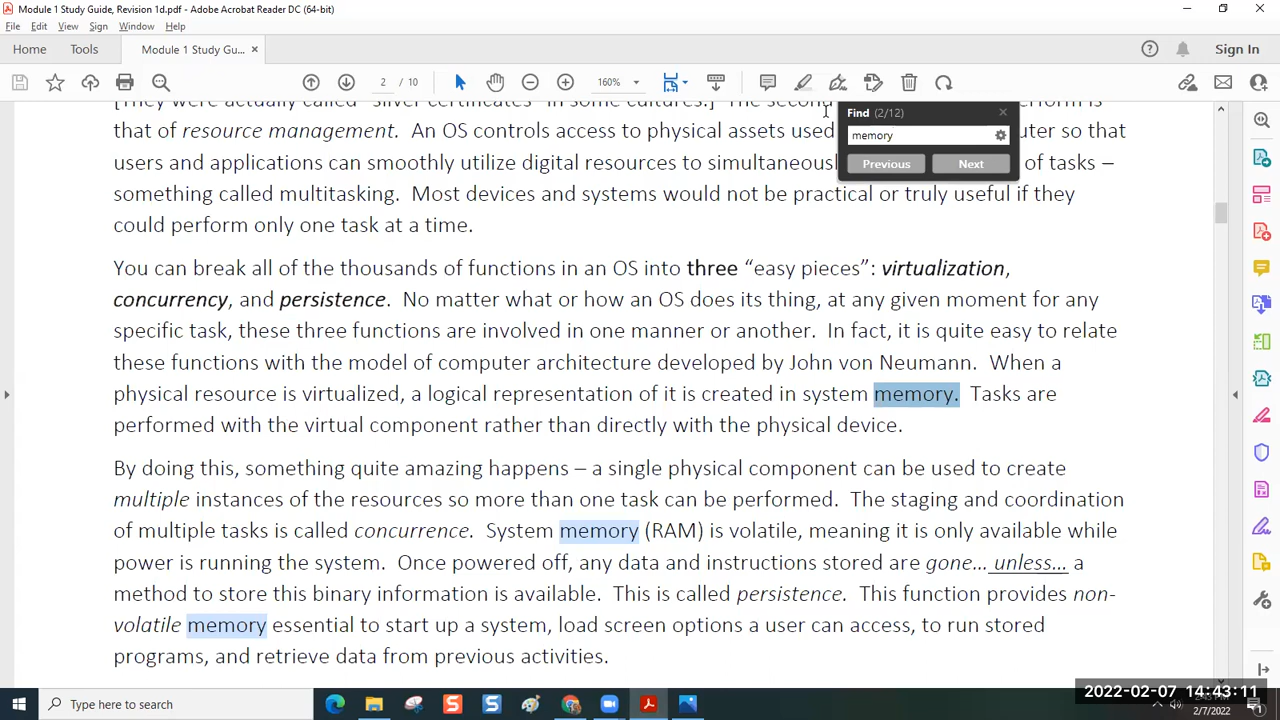 Module 1 Study Guide, Revision 1d.pdf - Adobe Acrobat Reader DC (64-bit)
File Edit View Sign Window Help
Home Tools Module 1 Study Gu... × Sign In
2 / 10 160%
[They were actually called "silver certificates" in some cultures.] The second
that of resource management. An OS controls access to physical assets used
users and applications can smoothly utilize digital resources to simultaneous
of tasks –
something called multitasking. Most devices and systems would not be practical or truly useful if they
could perform only one task at a time.
Find (2/12)
memory
Previous Next
You can break all of the thousands of functions in an OS into three “easy pieces”: virtualization,
concurrency, and persistence. No matter what or how an OS does its thing, at any given moment for any
specific task, these three functions are involved in one manner or another. In fact, it is quite easy to relate
these functions with the model of computer architecture developed by John von Neumann. When a
physical resource is virtualized, a logical representation of it is created in system memory. Tasks are
performed with the virtual component rather than directly with the physical device.
By doing this, something quite amazing happens – a single physical component can be used to create
multiple instances of the resources so more than one task can be performed. The staging and coordination
of multiple tasks is called concurrence. System memory (RAM) is volatile, meaning it is only available while
power is running the system. Once powered off, any data and instructions stored are gone... unless... a
method to store this binary information is available. This is called persistence. This function provides non-
volatile memory essential to start up a system, load screen options a user can access, to run stored
programs, and retrieve data from previous activities.
Type here to search
2022-02-07 14:43:11
2/7/2022